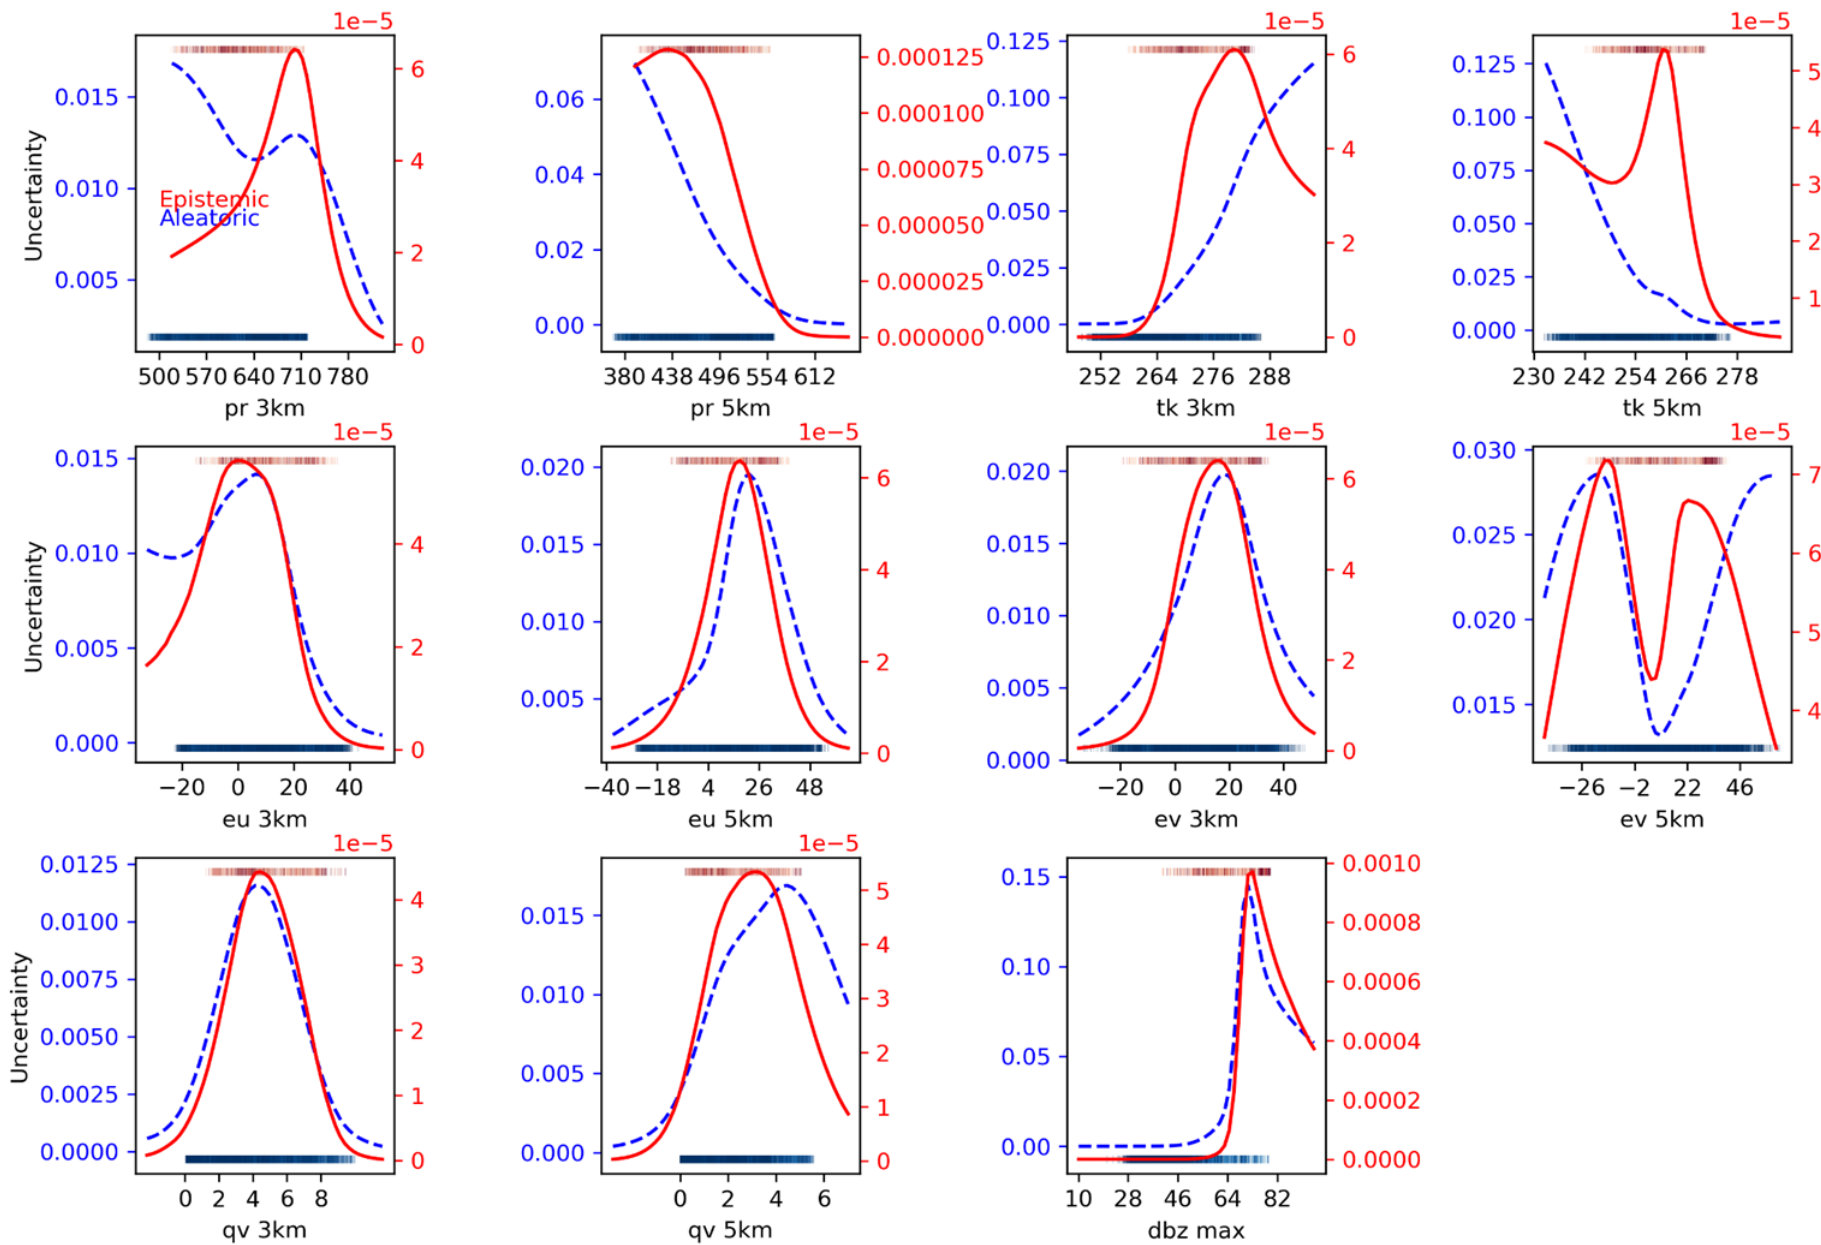 1e−5
1e−5
1e−5
Uncertainty
0.015
0.010
0.005
Epistemic
Aleatoric
6
4
2
0
500 570 640 710 780
pr 3km
0.06
0.04
0.02
0.00
0.000125
0.000100
0.000075
0.000050
0.000025
0.000000
380 438 496 554 612
pr 5km
0.125
0.100
0.075
0.050
0.025
0.000
6
4
2
0
252 264 276 288
tk 3km
0.125
0.100
0.075
0.050
0.025
0.000
5
4
3
2
1
230 242 254 266 278
tk 5km
1e−5
1e−5
1e−5
1e−5
Uncertainty
0.015
0.010
0.005
0.000
4
2
0
−20 0 20 40
eu 3km
0.020
0.015
0.010
0.005
6
4
2
0
−40 −18 4 26 48
eu 5km
0.020
0.015
0.010
0.005
0.000
6
4
2
0
−20 0 20 40
ev 3km
0.030
0.025
0.020
0.015
7
6
5
4
−26 −2 22 46
ev 5km
1e−5
1e−5
Uncertainty
0.0125
0.0100
0.0075
0.0050
0.0025
0.0000
4
3
2
1
0
0 2 4 6 8
qv 3km
0.015
0.010
0.005
0.000
5
4
3
2
1
0
0 2 4 6
qv 5km
0.15
0.10
0.05
0.00
0.0010
0.0008
0.0006
0.0004
0.0002
0.0000
10 28 46 64 82
dbz max